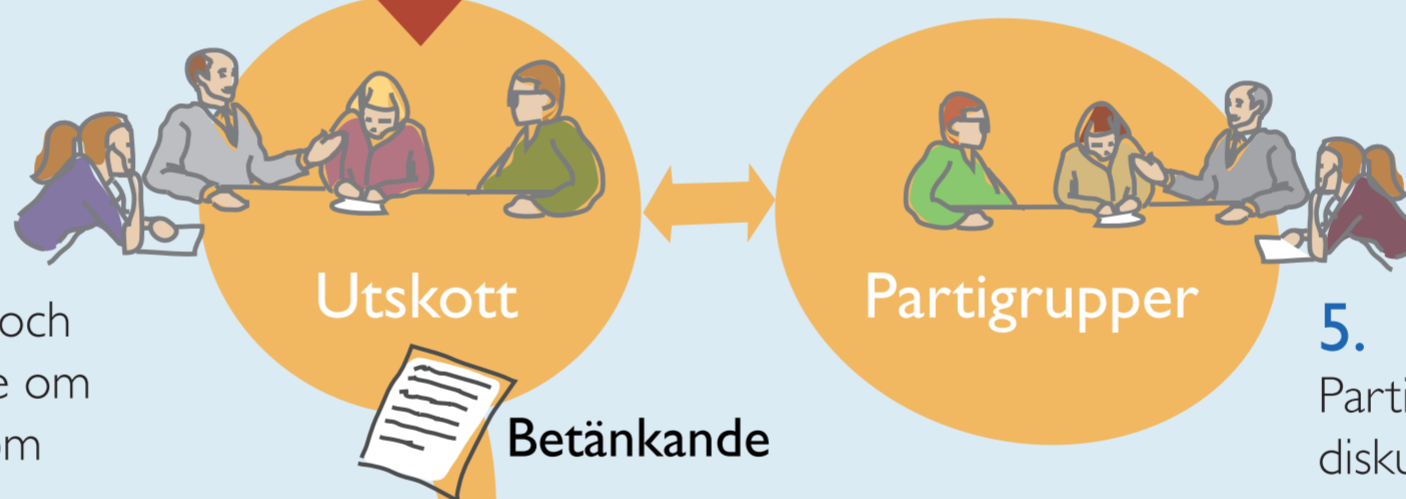 Utskott
Partigrupper
och
e om
om
Betänkande
5.
Parti
disku